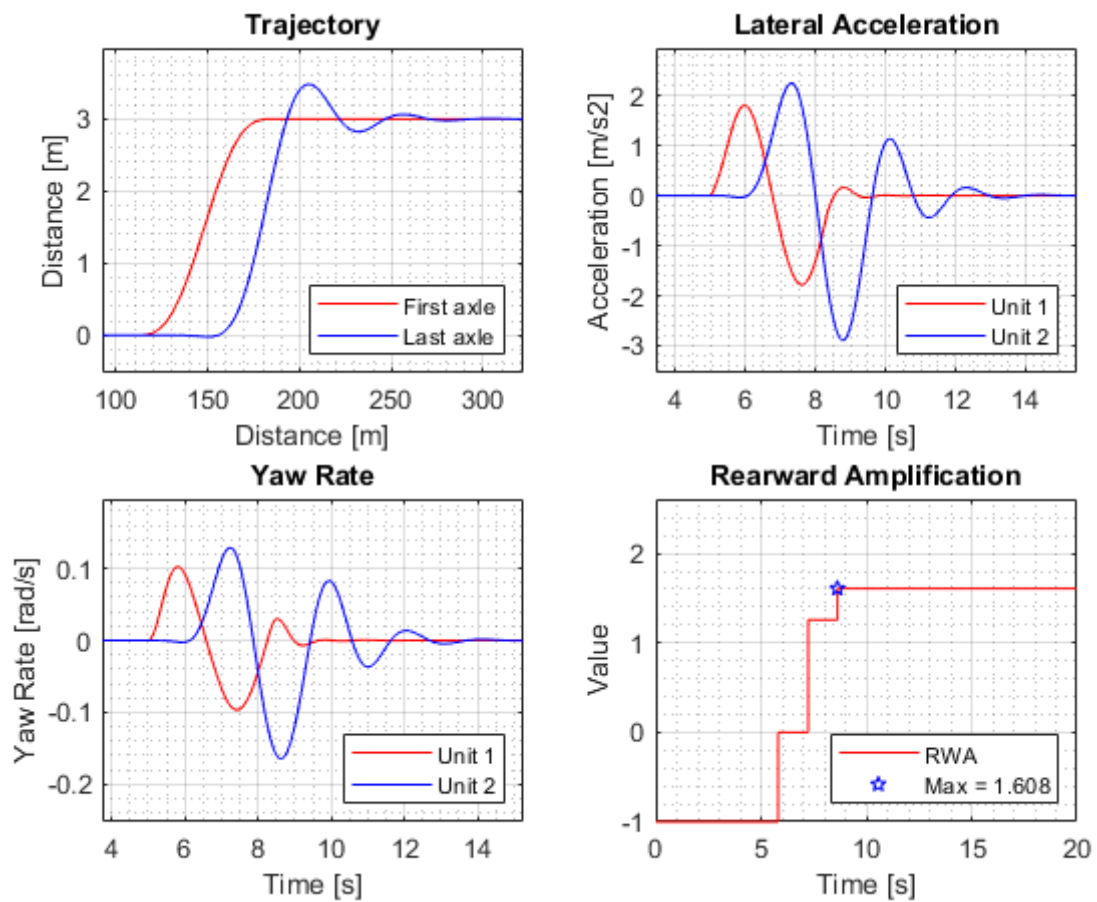 Trajectory
Distance [m]
3
2
1
0
First axle
Last axle
100 150 200 250 300
Distance [m]
Lateral Acceleration
Acceleration [m/s2]
2
1
0
-1
-2
-3
Unit 1
Unit 2
4 6 8 10 12 14
Time [s]
Yaw Rate
Yaw Rate [rad/s]
0.1
0
-0.1
-0.2
Unit 1
Unit 2
4 6 8 10 12 14
Time [s]
Rearward Amplification
Value
2
1
0
-1
RWA
Max = 1.608
0 5 10 15 20
Time [s]